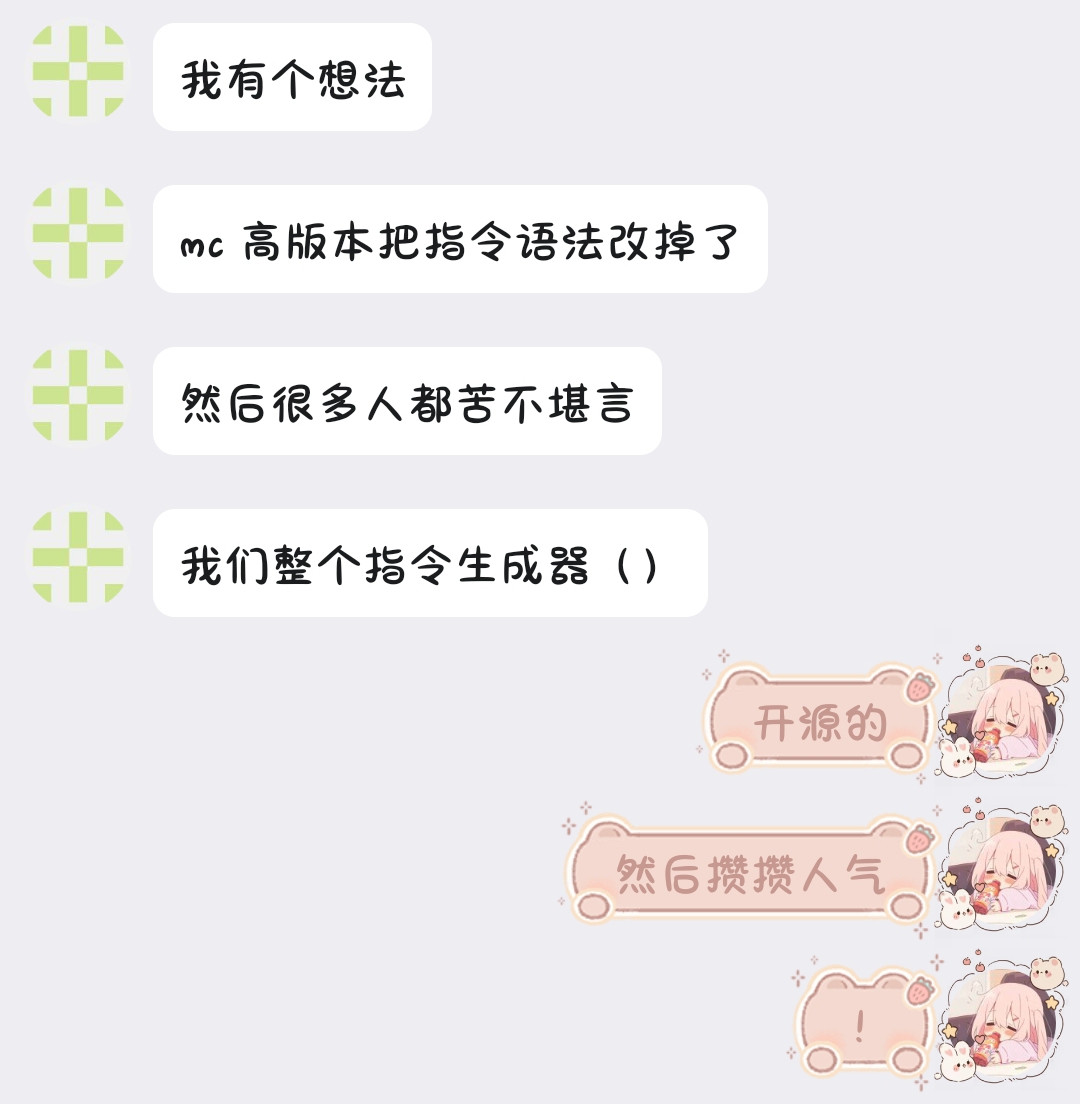 我有个想法
mc 高版本把指令语法改掉了
然后很多人都苦不堪言
我们整个指令生成器（）
开源的
然后攒攒人气
！